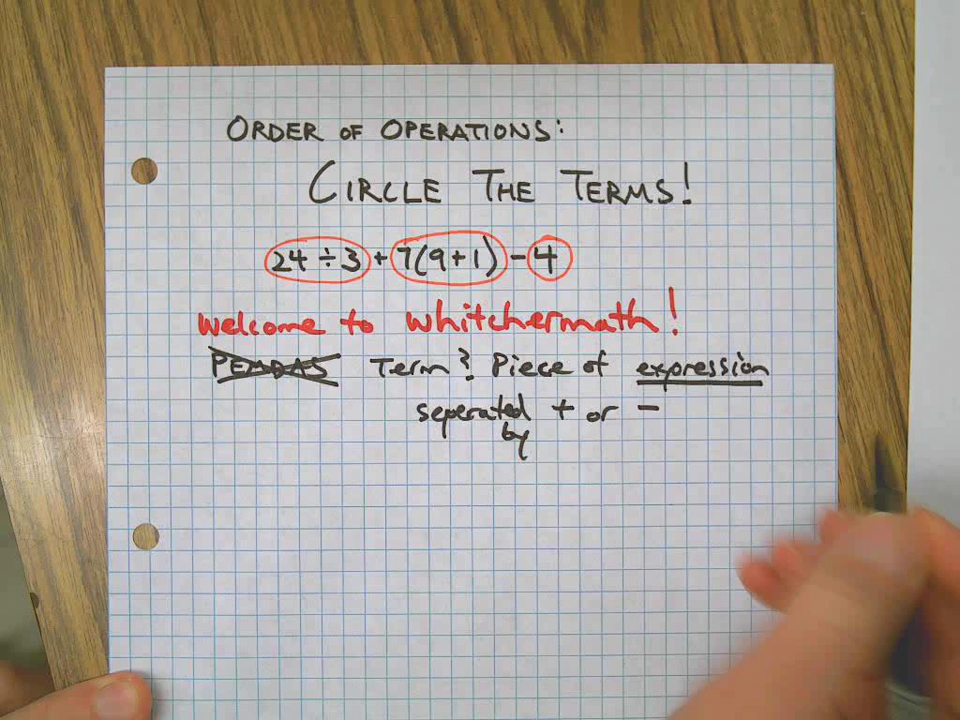 ORDER OF OPERATIONS:
CIRCLE THE TERMS!
24 ÷ 3 + 7(9+1) - 4
Welcome to whitchermath!
PEMDAS Term? Piece of expression
seperated + or -
by